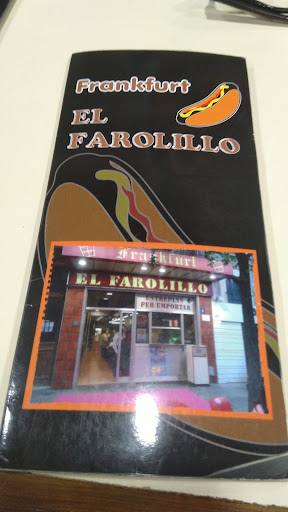 Frankfurt
EL
FAROLILLO
Frankfurt
EL FAROLILLO
ENTREPANS
PER EMPORTAR